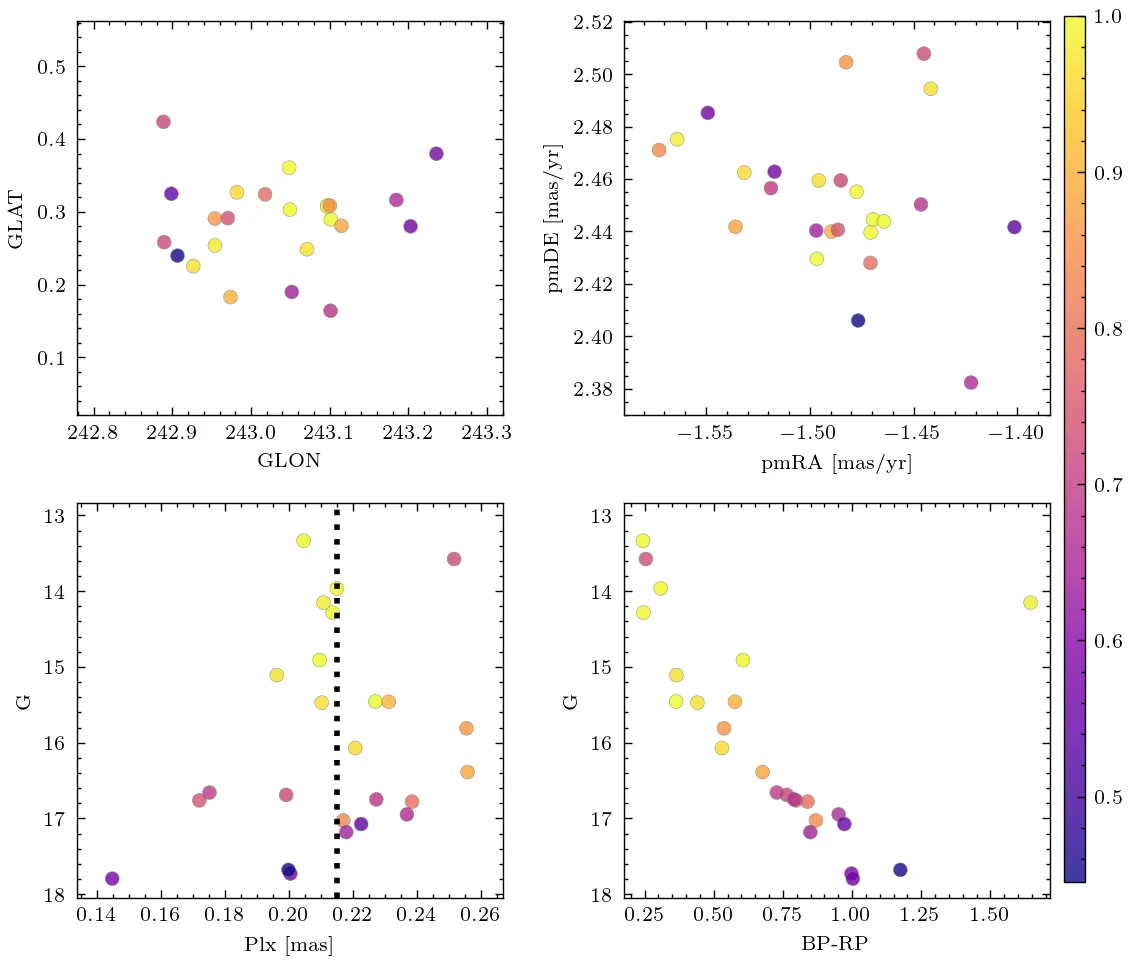 0.5
0.4
0.3
0.2
0.1
GLAT
242.8 242.9 243.0 243.1 243.2 243.3
GLON
2.52
2.50
2.48
2.46
2.44
2.42
2.40
2.38
pmDE [mas/yr]
−1.55 −1.50 −1.45 −1.40
pmRA [mas/yr]
1.0
0.9
0.8
0.7
0.6
0.5
13
14
15
16
17
18
G
0.14 0.16 0.18 0.20 0.22 0.24 0.26
Plx [mas]
13
14
15
16
17
18
G
0.25 0.50 0.75 1.00 1.25 1.50
BP-RP